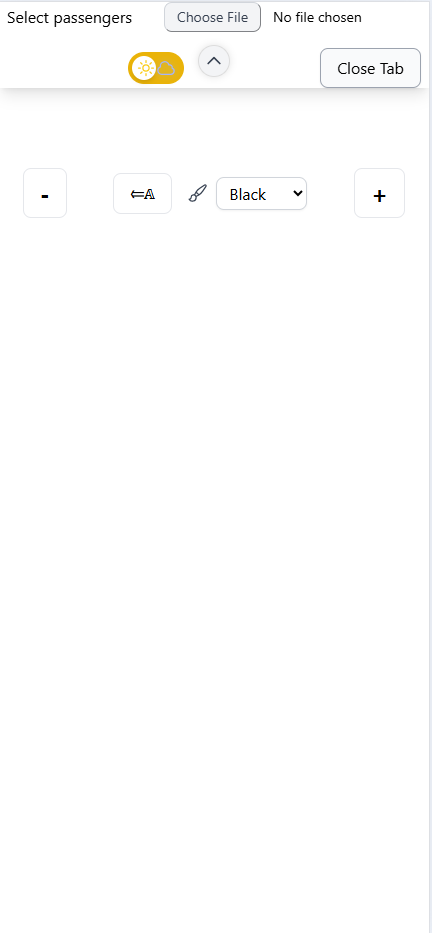 Select passengers Choose File No file chosen
Close Tab
- ⇐𝔸 Black +